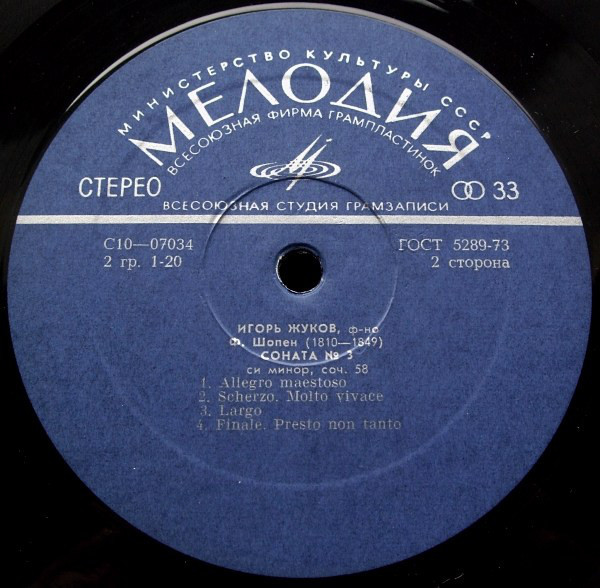 МИНИСТЕРСТВО КУЛЬТУРЫ СССР
МЕЛОДИЯ
ВСЕСОЮЗНАЯ ФИРМА ГРАМПЛАСТИНОК
СТЕРЕО
33
ВСЕСОЮЗНАЯ СТУДИЯ ГРАМЗАПИСИ
С10—07034
ГОСТ 5289-73
2 гр. 1-20
2 сторона
ИГОРЬ ЖУКОВ, ф-но
Ф. Шопен (1810—1849)
СОНАТА № 3
си минор, соч. 58
1. Allegro maestoso
2. Scherzo. Molto vivace
3. Largo
4. Finale. Presto non tanto